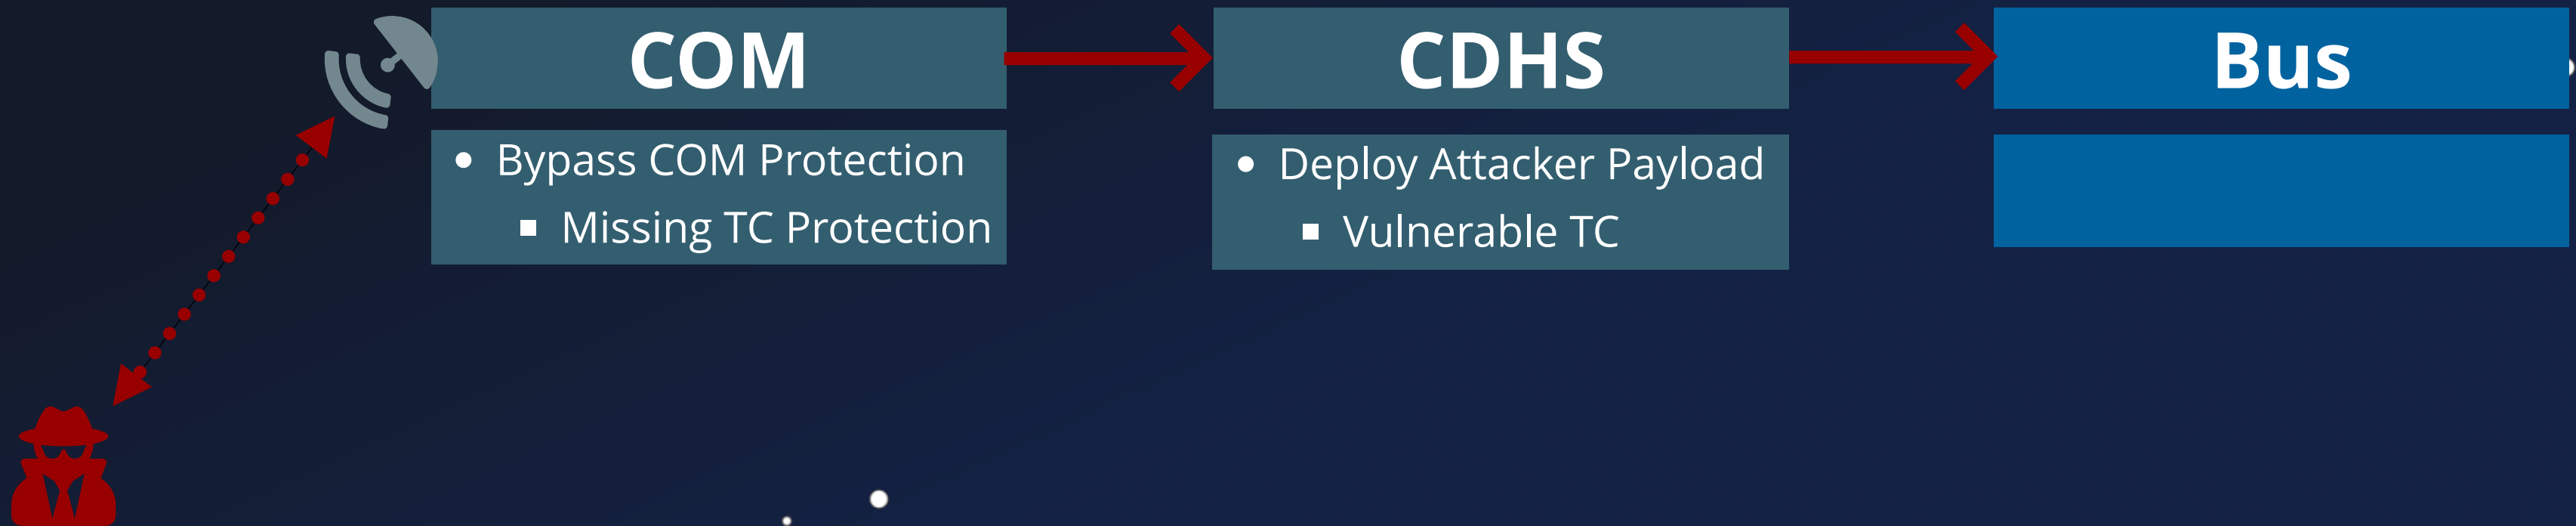 COM
Bypass COM Protection
Missing TC Protection
CDHS
Deploy Attacker Payload
Vulnerable TC
Bus